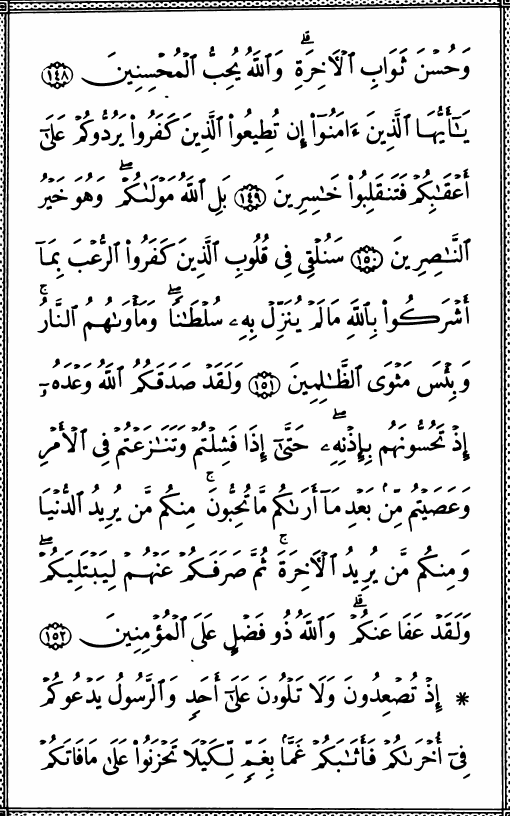 وَحُسْنَ ثَوَابِ ٱلْأَخِرَةِۗ وَٱللَّهُ يُحِبُّ ٱلْمُحْسِنِينَ ١٤٨
يَـٰٓأَيُّهَا ٱلَّذِينَ ءَامَنُوٓا۟ إِن تُطِيعُوا۟ ٱلَّذِينَ كَفَرُوا۟ يَرُدُّوكُمْ عَلَىٰٓ
أَعْقَـٰبِكُمْ فَتَنقَلِبُوا۟ خَـٰسِرِينَ ١٤٩ بَلِ ٱللَّهُ مَوْلَىٰكُمْۖ وَهُوَ خَيْرُ
ٱلنَّـٰصِرِينَ ١٥٠ سَنُلْقِى فِى قُلُوبِ ٱلَّذِينَ كَفَرُوا۟ ٱلرُّعْبَ بِمَآ
أَشْرَكُوا۟ بِٱللَّهِ مَا لَمْ يُنَزِّلْ بِهِۦ سُلْطَـٰنًاۖ وَمَأْوَىٰهُمُ ٱلنَّارُۚ
وَبِئْسَ مَثْوَى ٱلظَّـٰلِمِينَ ١٥١ وَلَقَدْ صَدَقَكُمُ ٱللَّهُ وَعْدَهُۥٓ
إِذْ تَحُسُّونَهُم بِإِذْنِهِۦۖ حَتَّىٰٓ إِذَا فَشِلْتُمْ وَتَنَـٰزَعْتُمْ فِى ٱلْأَمْرِ
وَعَصَيْتُم مِّنۢ بَعْدِ مَآ أَرَىٰكُم مَّا تُحِبُّونَۚ مِنكُم مَّن يُرِيدُ ٱلدُّنْيَا
وَمِنكُم مَّن يُرِيدُ ٱلْأَخِرَةَۚ ثُمَّ صَرَفَكُمْ عَنْهُمْ لِيَبْتَلِيَكُمْۖ
وَلَقَدْ عَفَا عَنكُمْۗ وَٱللَّهُ ذُو فَضْلٍ عَلَى ٱلْمُؤْمِنِينَ ١٥٢
* إِذْ تُصْعِدُونَ وَلَا تَلْوُۥنَ عَلَىٰٓ أَحَدٍ وَٱلرَّسُولُ يَدْعُوكُمْ
فِىٓ أُخْرَىٰكُمْ فَأَثَـٰبَكُمْ غَمًّۢا بِغَمٍّ لِّكَيْلَا تَحْزَنُوا۟ عَلَىٰ مَا فَاتَكُمْ